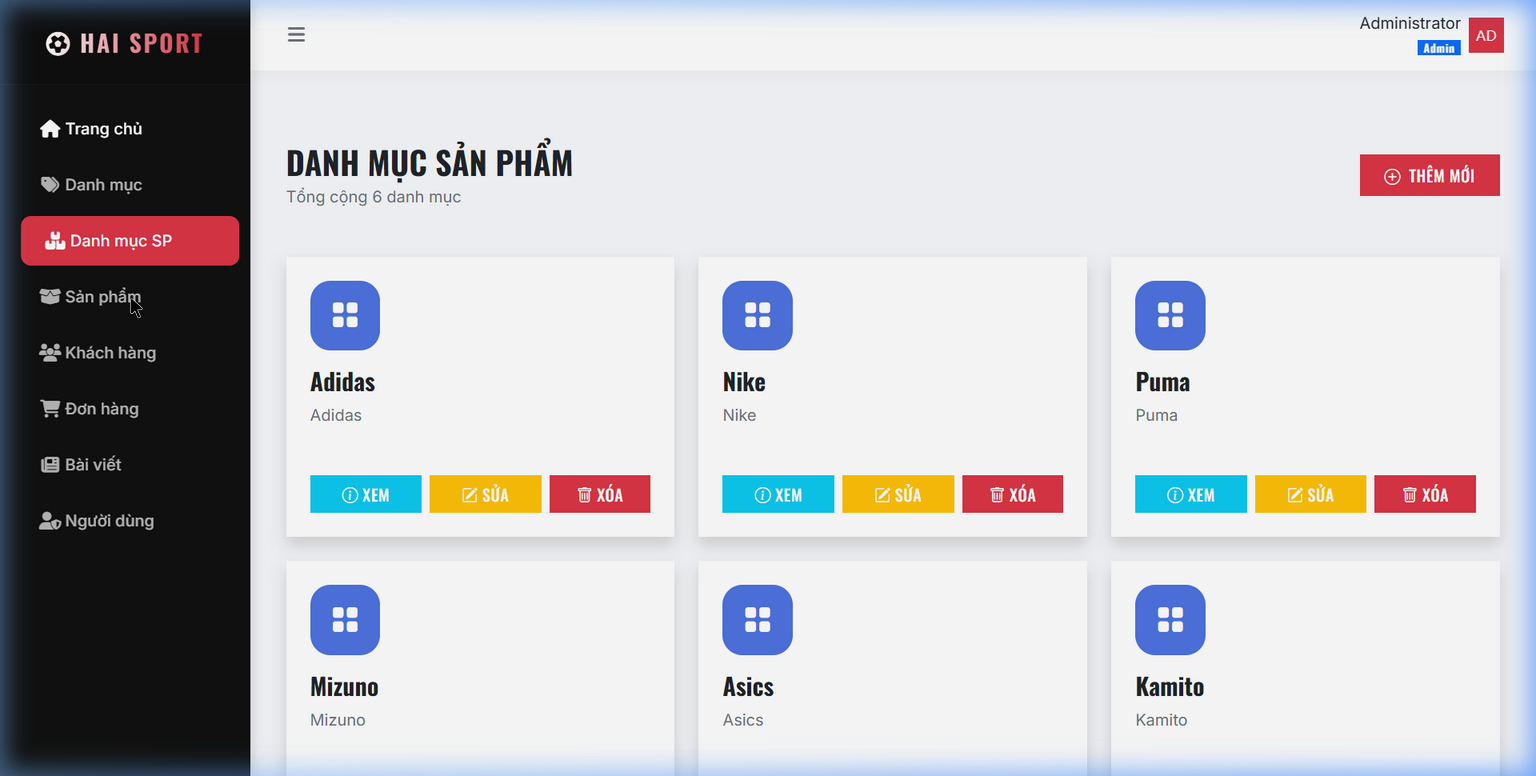 HAI SPORT
Administrator
Admin
AD
Trang chủ
Danh mục
Danh mục SP
Sản phẩm
Khách hàng
Đơn hàng
Bài viết
Người dùng
DANH MỤC SẢN PHẨM
Tổng cộng 6 danh mục
THÊM MỚI
Adidas
Adidas
XEM SỬA XÓA
Nike
Nike
XEM SỬA XÓA
Puma
Puma
XEM SỬA XÓA
Mizuno
Mizuno
Asics
Asics
Kamito
Kamito